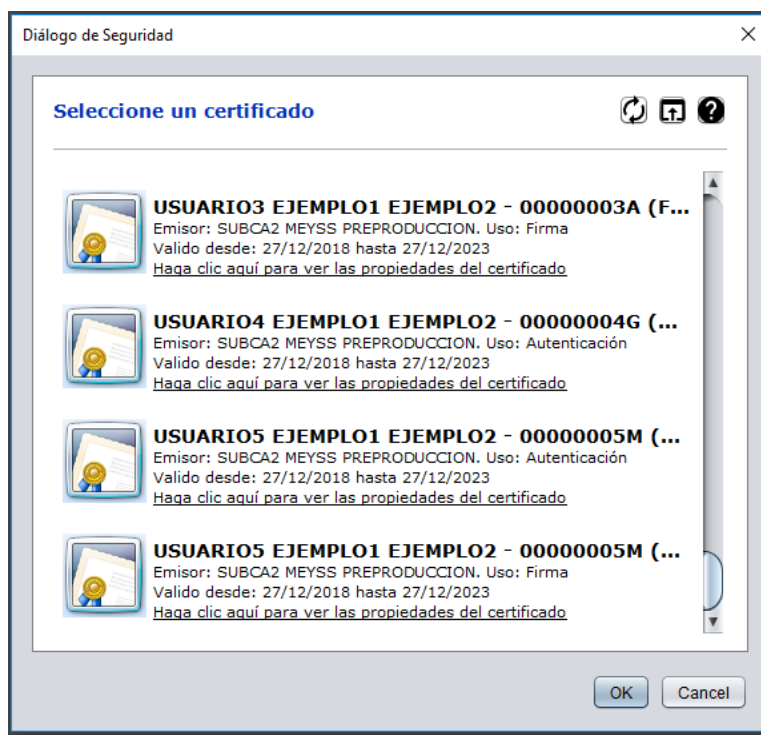 Diálogo de Seguridad
Seleccione un certificado
USUARIO3 EJEMPLO1 EJEMPLO2 - 00000003A (F...
Emisor: SUBCA2 MEYSS PREPRODUCCION. Uso: Firma
Valido desde: 27/12/2018 hasta 27/12/2023
Haga clic aquí para ver las propiedades del certificado
USUARIO4 EJEMPLO1 EJEMPLO2 - 00000004G (...
Emisor: SUBCA2 MEYSS PREPRODUCCION. Uso: Autenticación
Valido desde: 27/12/2018 hasta 27/12/2023
Haga clic aquí para ver las propiedades del certificado
USUARIO5 EJEMPLO1 EJEMPLO2 - 00000005M (...
Emisor: SUBCA2 MEYSS PREPRODUCCION. Uso: Autenticación
Valido desde: 27/12/2018 hasta 27/12/2023
Haga clic aquí para ver las propiedades del certificado
USUARIO5 EJEMPLO1 EJEMPLO2 - 00000005M (...
Emisor: SUBCA2 MEYSS PREPRODUCCION. Uso: Firma
Valido desde: 27/12/2018 hasta 27/12/2023
Haga clic aquí para ver las propiedades del certificado
OK Cancel